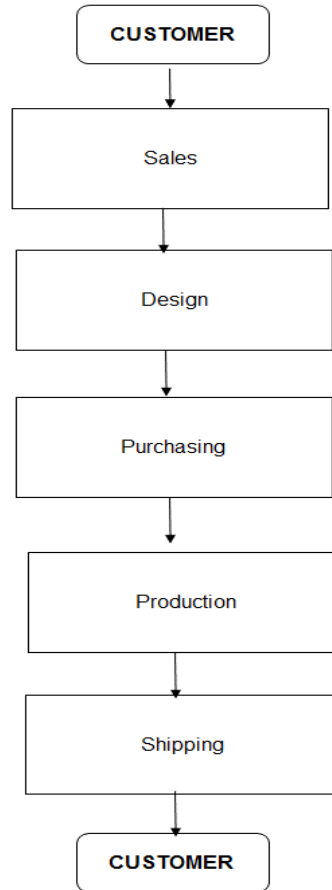 CUSTOMER
Sales
Design
Purchasing
Production
Shipping
CUSTOMER